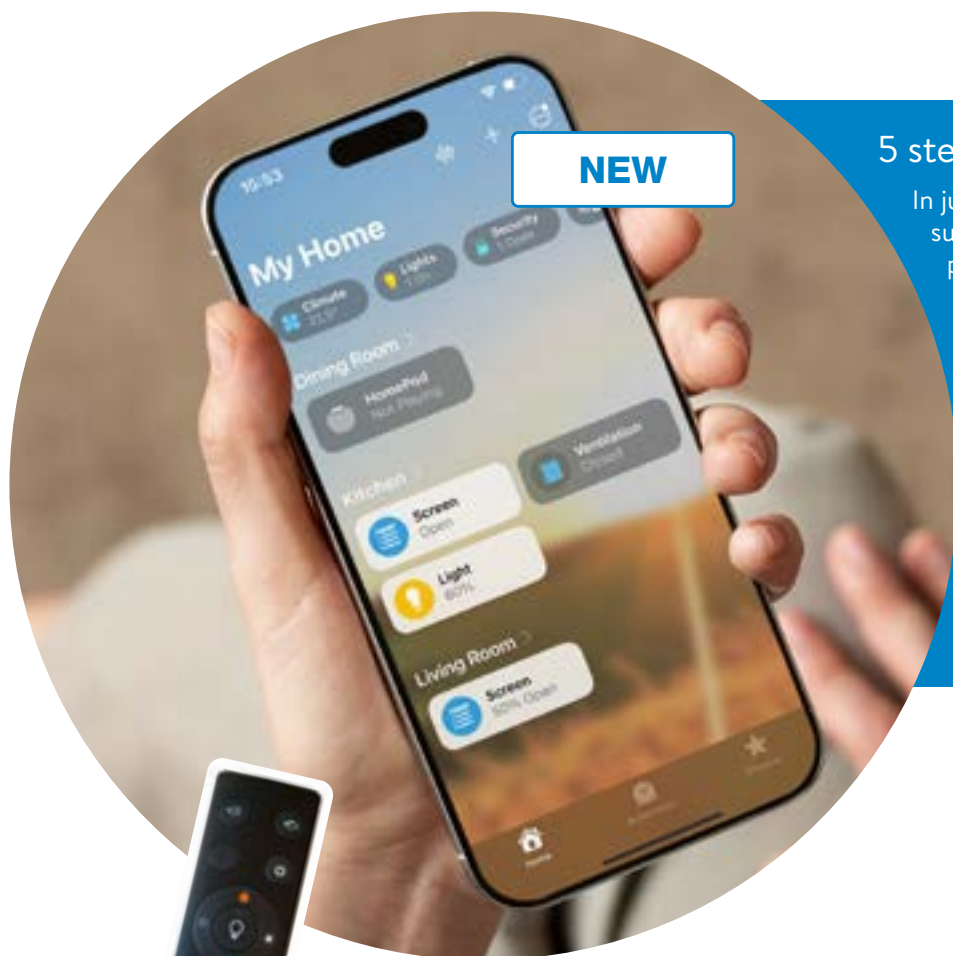 NEW
5 ste
In ju
su
p
15:53
My Home
Climate
Lights
Security
Dining Room >
HomePod
Not Playing
Kitchen >
Screen
Open
Ventilation
Closed
Light
60%
Living Room >
Screen
50% Open
Home